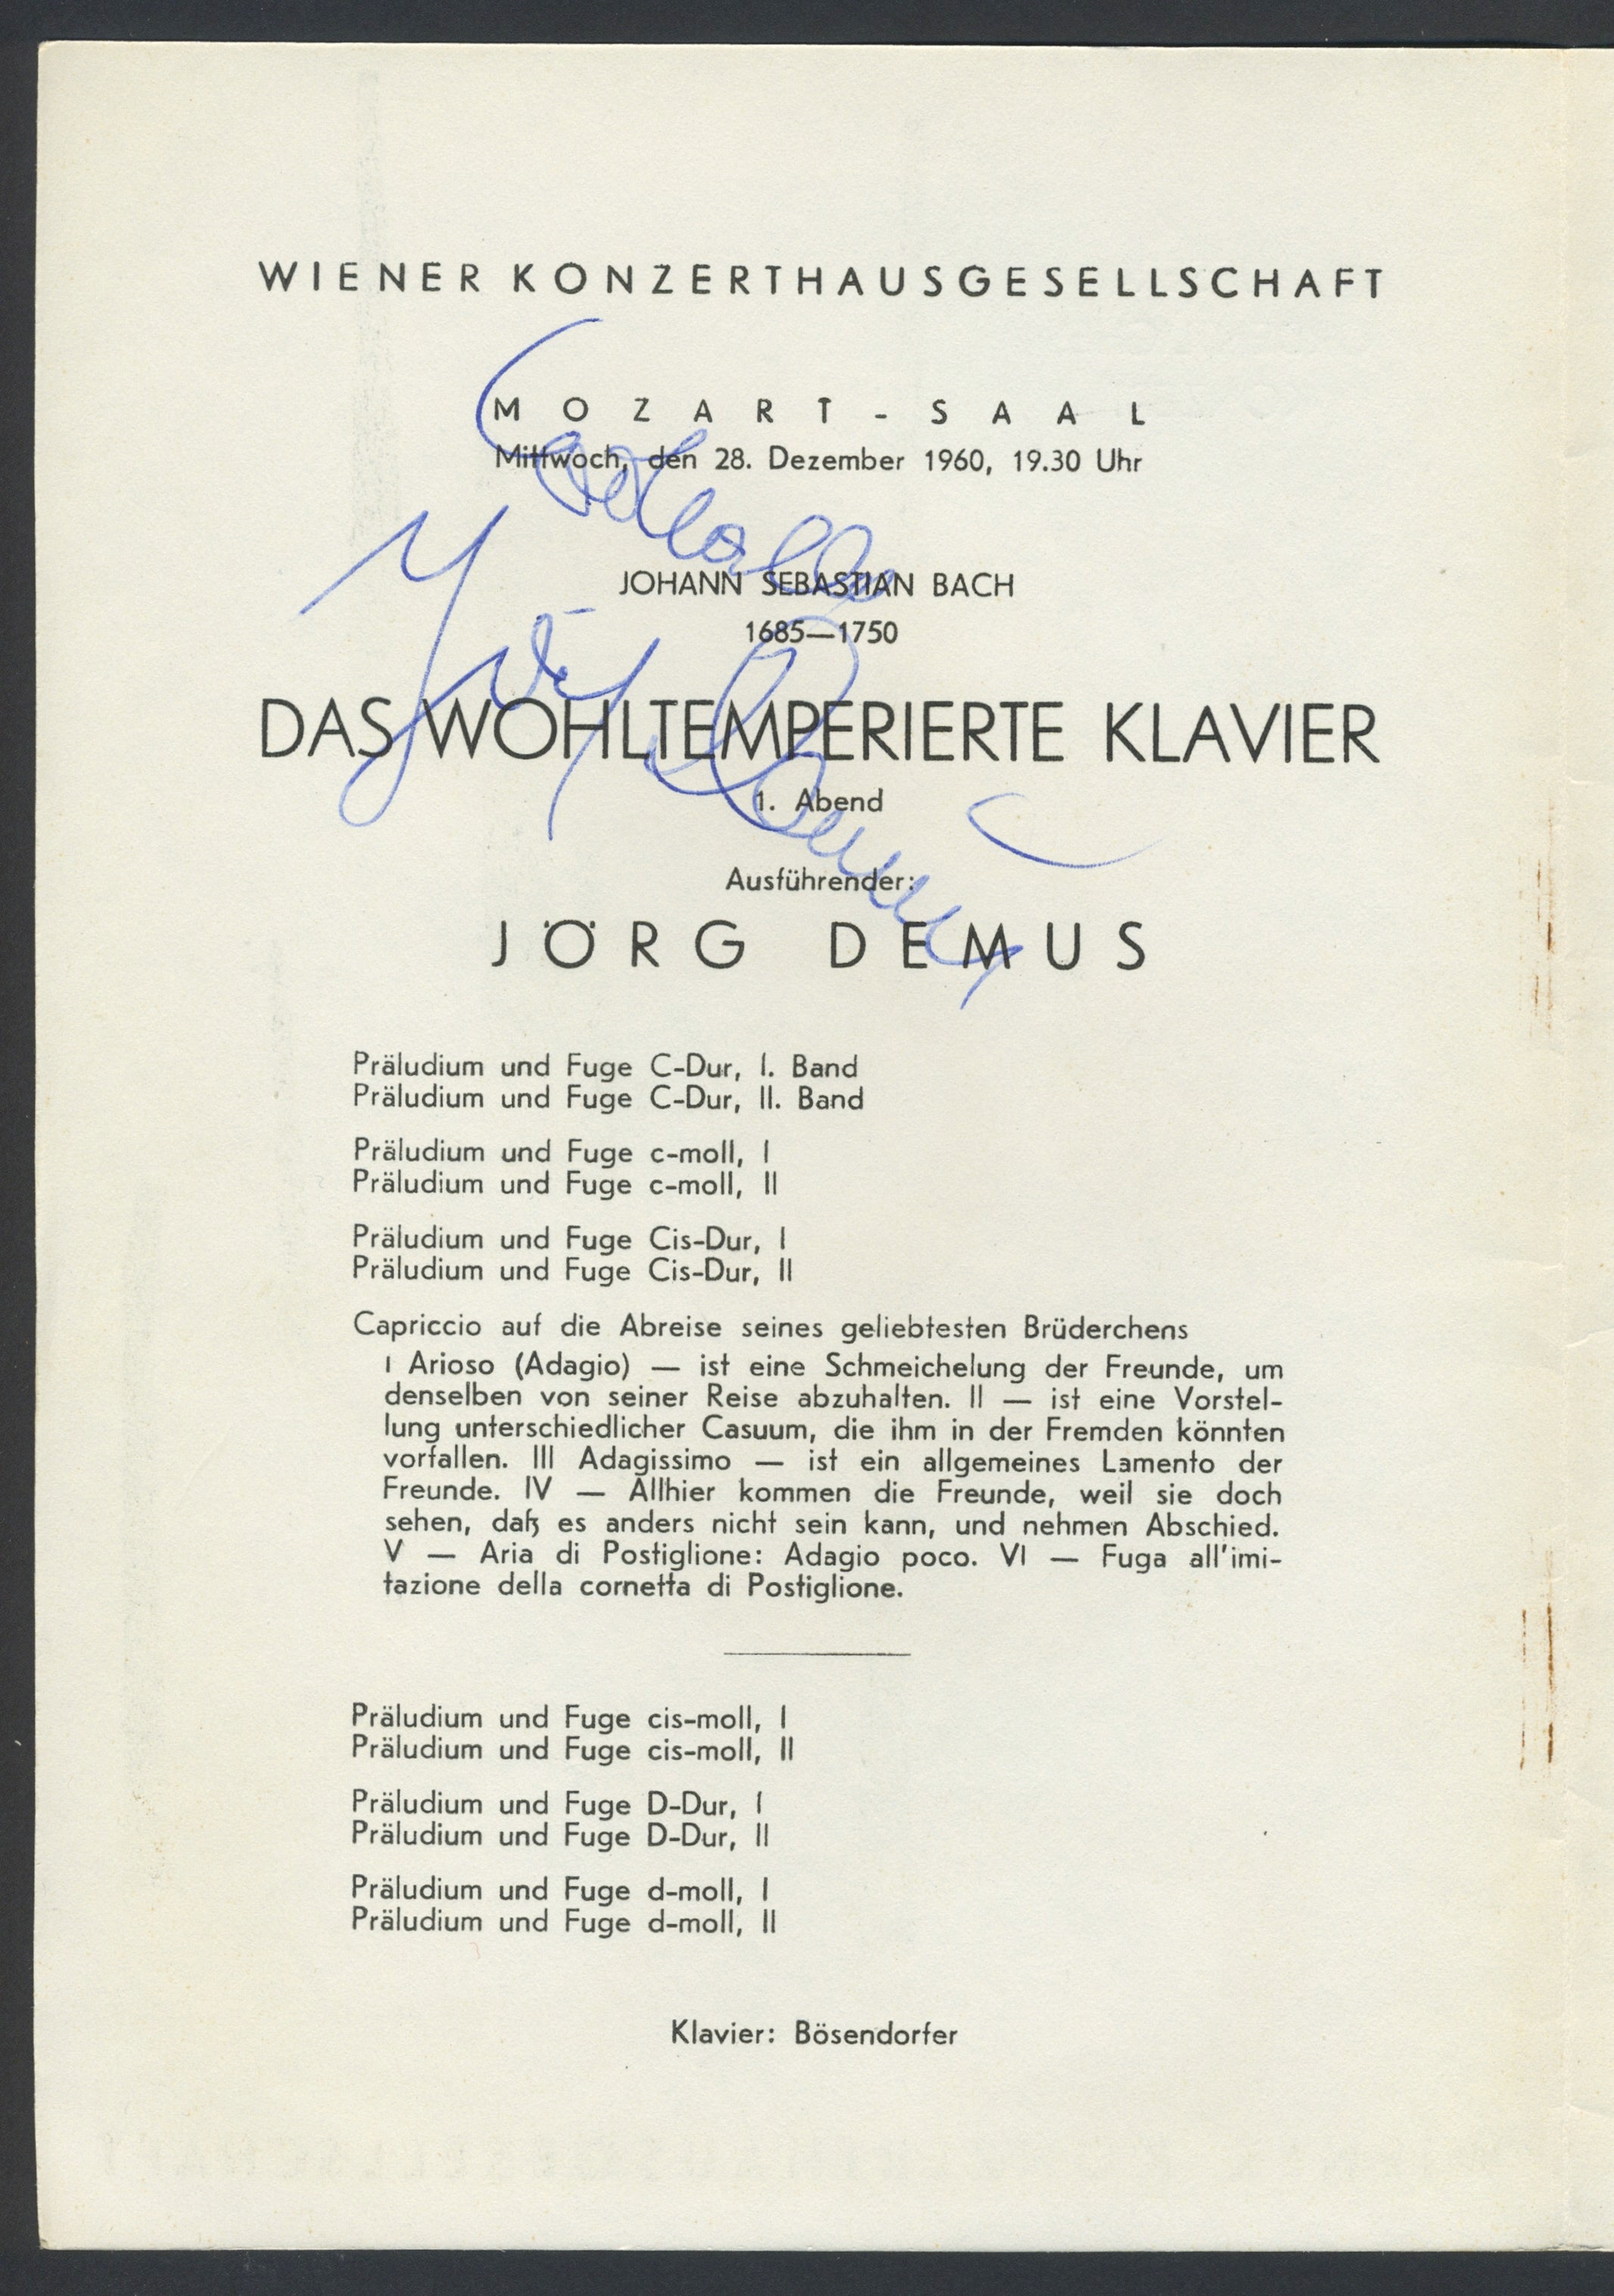 WIENER KONZERTHAUSGESELLSCHAFT
MOZART-SAAL
Mittwoch, den 28. Dezember 1960, 19.30 Uhr
JOHANN SEBASTIAN BACH
1685—1750
DAS WOHLTEMPERIERTE KLAVIER
1. Abend
Jörg Demus
Ausführender:
JÖRG DEMUS
Präludium und Fuge C-Dur, I. Band
Präludium und Fuge C-Dur, II. Band
Präludium und Fuge c-moll, I
Präludium und Fuge c-moll, II
Präludium und Fuge Cis-Dur, I
Präludium und Fuge Cis-Dur, II
Capriccio auf die Abreise seines geliebtesten Brüderchens
I Arioso (Adagio) — ist eine Schmeichelung der Freunde, um
denselben von seiner Reise abzuhalten. II — ist eine Vorstel-
lung unterschiedlicher Casuum, die ihm in der Fremden könnten
vorfallen. III Adagissimo — ist ein allgemeines Lamento der
Freunde. IV — Allhier kommen die Freunde, weil sie doch
sehen, daß es anders nicht sein kann, und nehmen Abschied.
V — Aria di Postiglione: Adagio poco. VI — Fuga all'imi-
tazione della cornetta di Postiglione.
Präludium und Fuge cis-moll, I
Präludium und Fuge cis-moll, II
Präludium und Fuge D-Dur, I
Präludium und Fuge D-Dur, II
Präludium und Fuge d-moll, I
Präludium und Fuge d-moll, II
Klavier: Bösendorfer